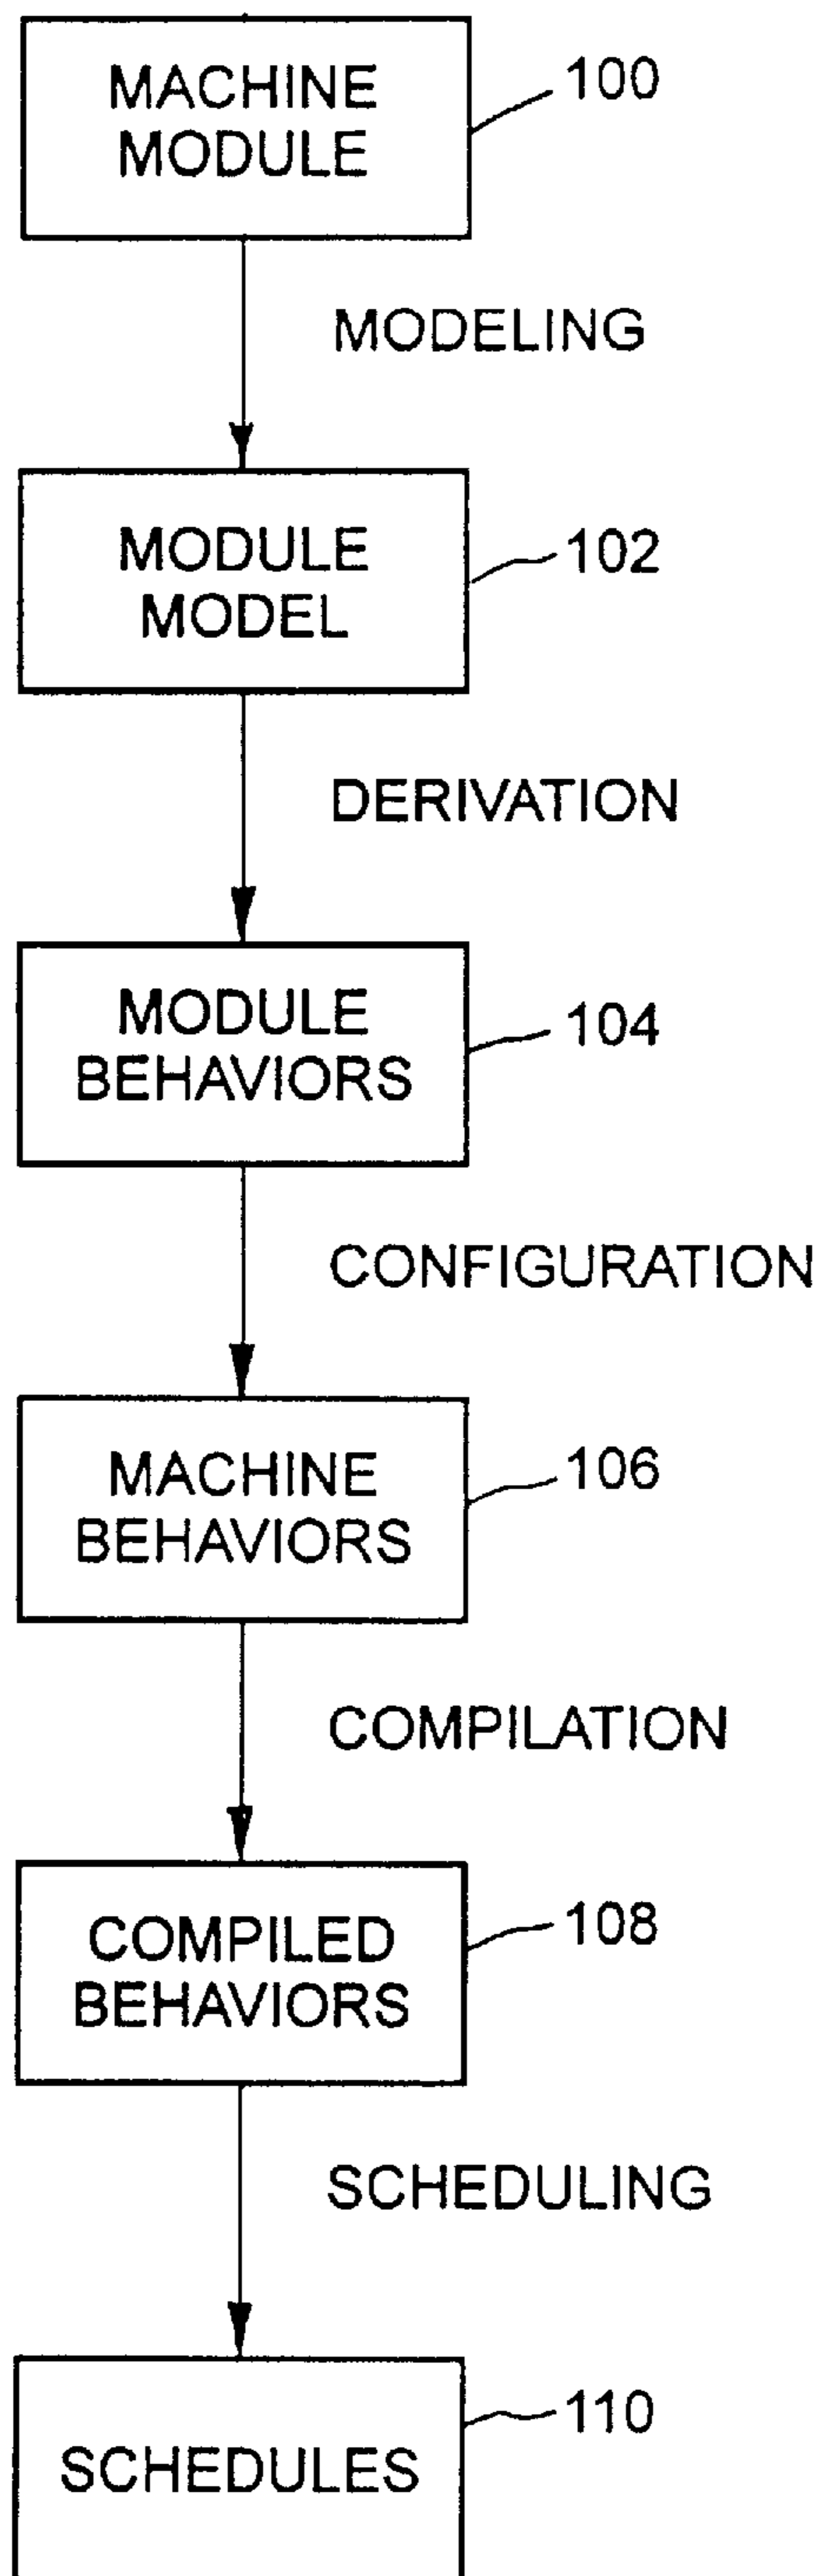 MACHINE
MODULE
100
MODELING
MODULE
MODEL
102
DERIVATION
MODULE
BEHAVIORS
104
CONFIGURATION
MACHINE
BEHAVIORS
106
COMPILATION
COMPILED
BEHAVIORS
108
SCHEDULING
SCHEDULES
110